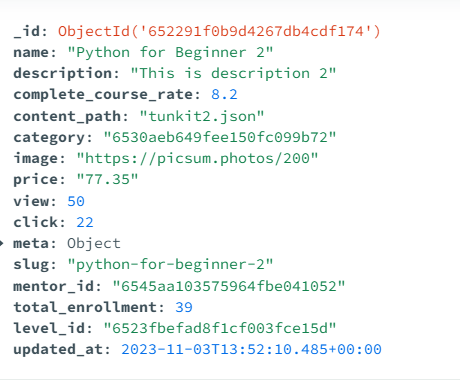 _id: ObjectId('652291f0b9d4267db4cdf174')
name: "Python for Beginner 2"
description: "This is description 2"
complete_course_rate: 8.2
content_path: "tunkit2.json"
category: "6530aeb649fee150fc099b72"
image: "https://picsum.photos/200"
price: "77.35"
view: 50
click: 22
meta: Object
slug: "python-for-beginner-2"
mentor_id: "6545aa103575964fbe041052"
total_enrollment: 39
level_id: "6523fbefad8f1cf003fce15d"
updated_at: 2023-11-03T13:52:10.485+00:00